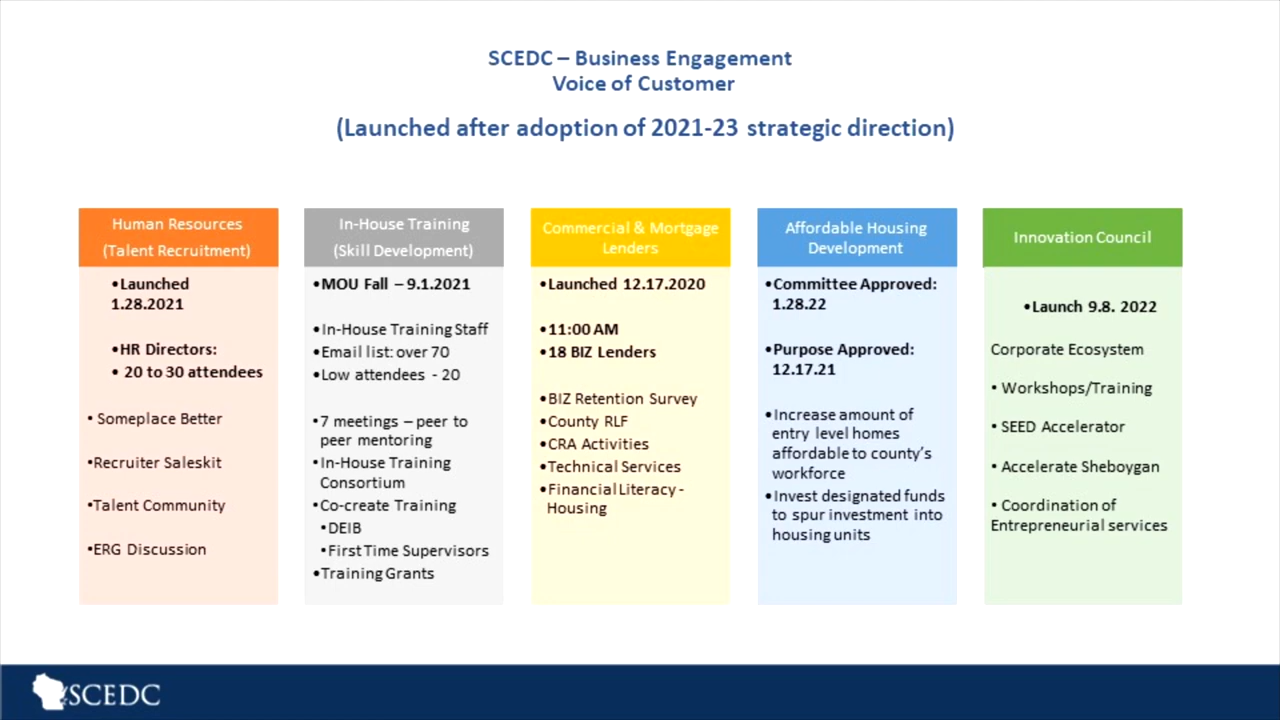 SCEDC – Business Engagement
Voice of Customer
(Launched after adoption of 2021-23 strategic direction)
Human Resources
(Talent Recruitment)
•Launched
1.28.2021
•HR Directors:
• 20 to 30 attendees
• Someplace Better
•Recruiter Saleskit
•Talent Community
•ERG Discussion
In-House Training
(Skill Development)
•MOU Fall – 9.1.2021
•In-House Training Staff
•Email list: over 70
•Low attendees - 20
•7 meetings – peer to
peer mentoring
•In-House Training
Consortium
•Co-create Training
•DEIB
•First Time Supervisors
•Training Grants
Commercial & Mortgage
Lenders
•Launched 12.17.2020
•11:00 AM
•18 BIZ Lenders
•BIZ Retention Survey
•County RLF
•CRA Activities
•Technical Services
•Financial Literacy -
Housing
Affordable Housing
Development
•Committee Approved:
1.28.22
•Purpose Approved:
12.17.21
•Increase amount of
entry level homes
affordable to county's
workforce
•Invest designated funds
to spur investment into
housing units
Innovation Council
•Launch 9.8. 2022
Corporate Ecosystem
• Workshops/Training
• SEED Accelerator
• Accelerate Sheboygan
• Coordination of
Entrepreneurial services
SCEDC